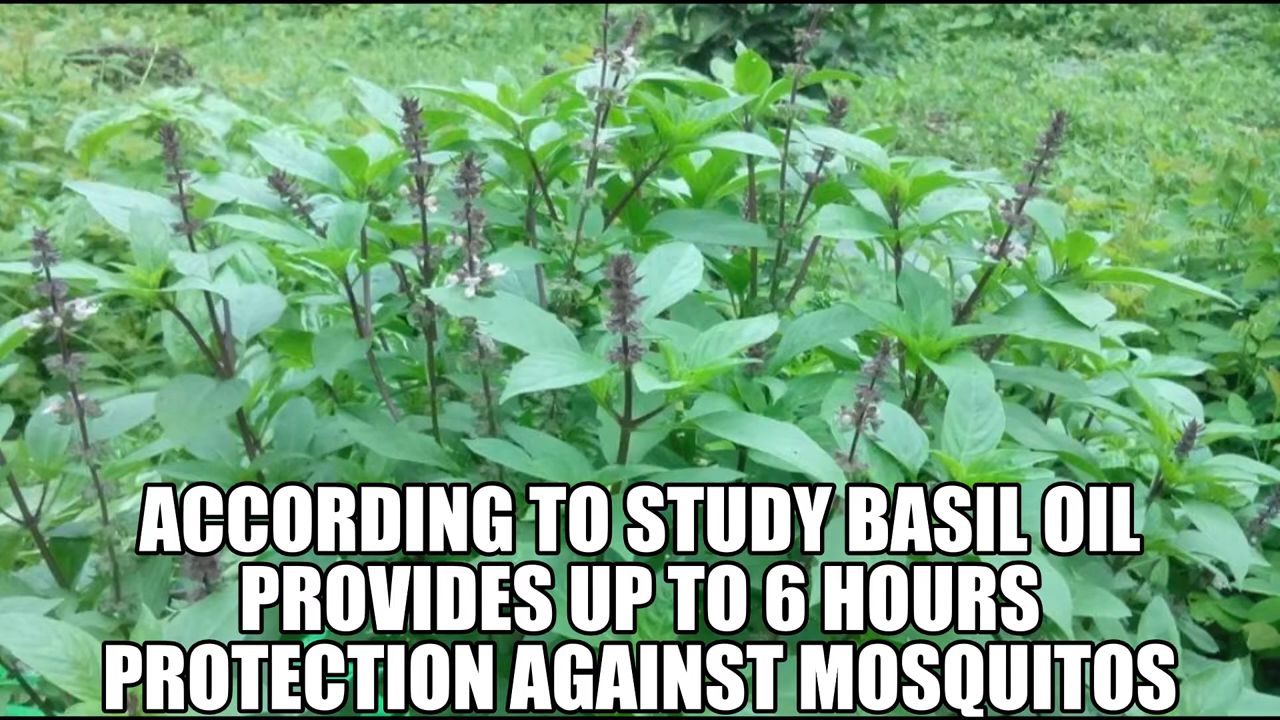 ACCORDING TO STUDY BASIL OIL
PROVIDES UP TO 6 HOURS
PROTECTION AGAINST MOSQUITOS